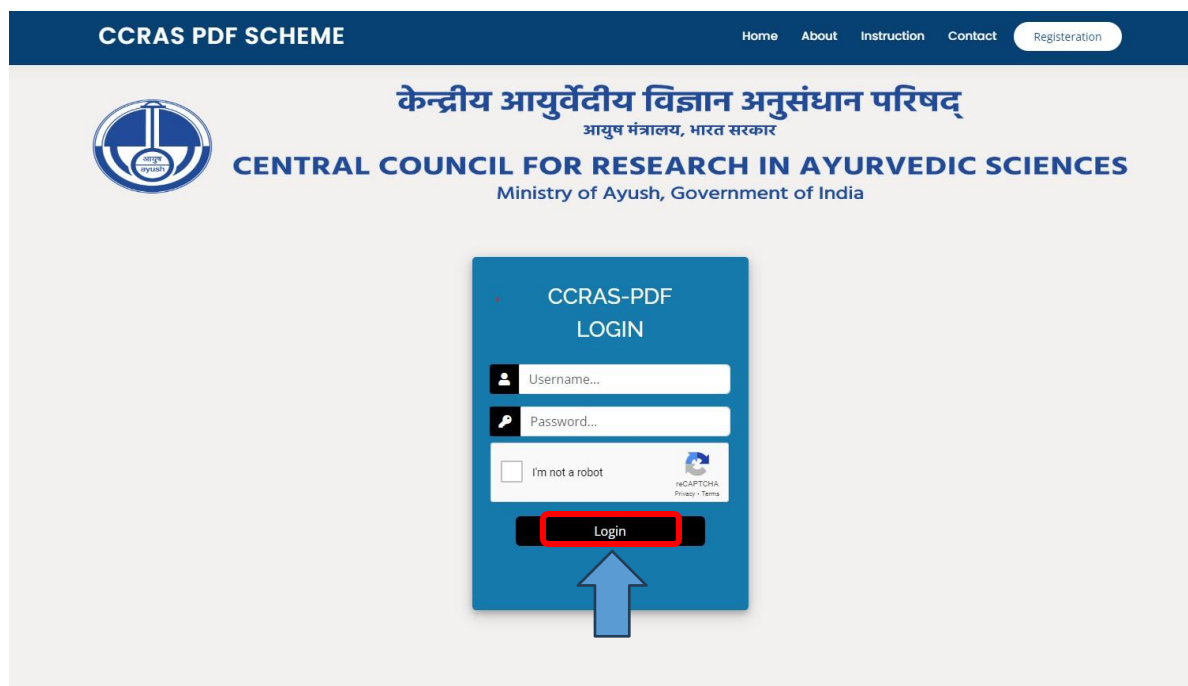 CCRAS PDF SCHEME
Home About Instruction Contact Registeration
केन्द्रीय आयुर्वेदीय विज्ञान अनुसंधान परिषद्
आयुष मंत्रालय, भारत सरकार
आयुष
ayush
CENTRAL COUNCIL FOR RESEARCH IN AYURVEDIC SCIENCES
Ministry of Ayush, Government of India
CCRAS-PDF
LOGIN
Username...
Password...
I'm not a robot
reCAPTCHA
Privacy - Terms
Login